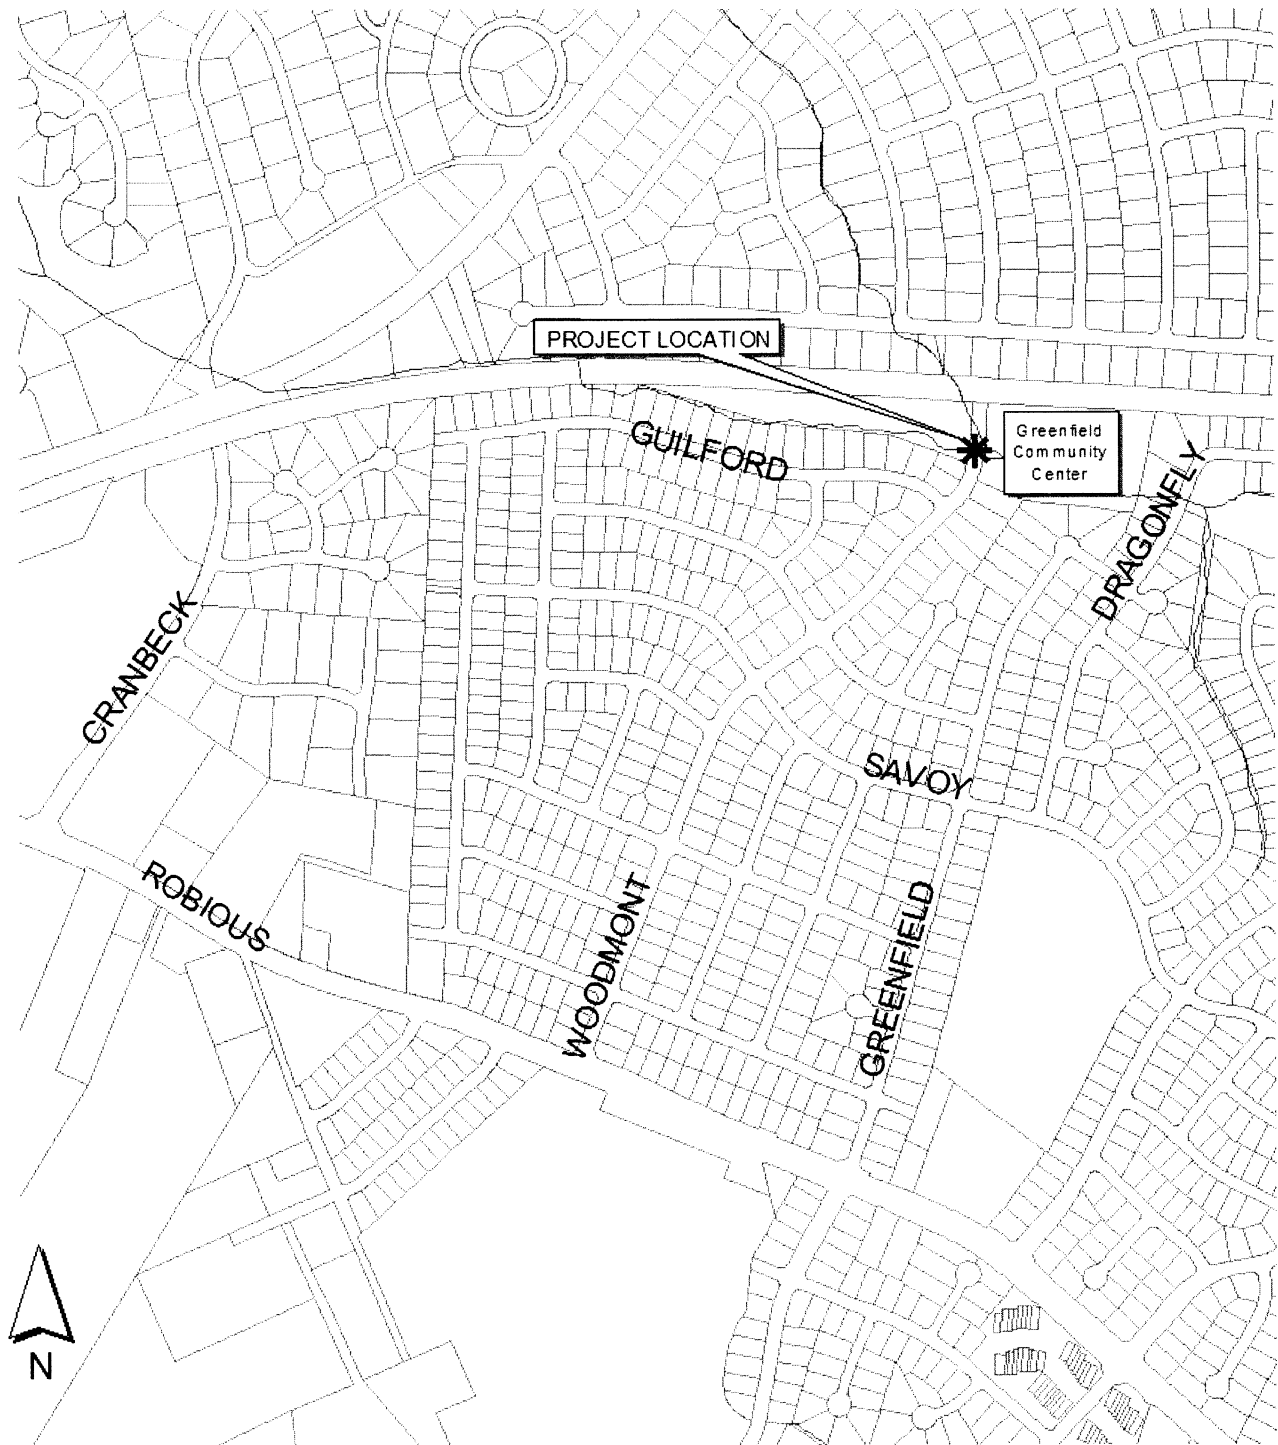 PROJECT LOCATION
GUILFORD
Greenfield
Community
Center
DRAGONFLY
CRANBECK
SAVOY
ROBIOUS
WOODMONT
GREENFIELD
N